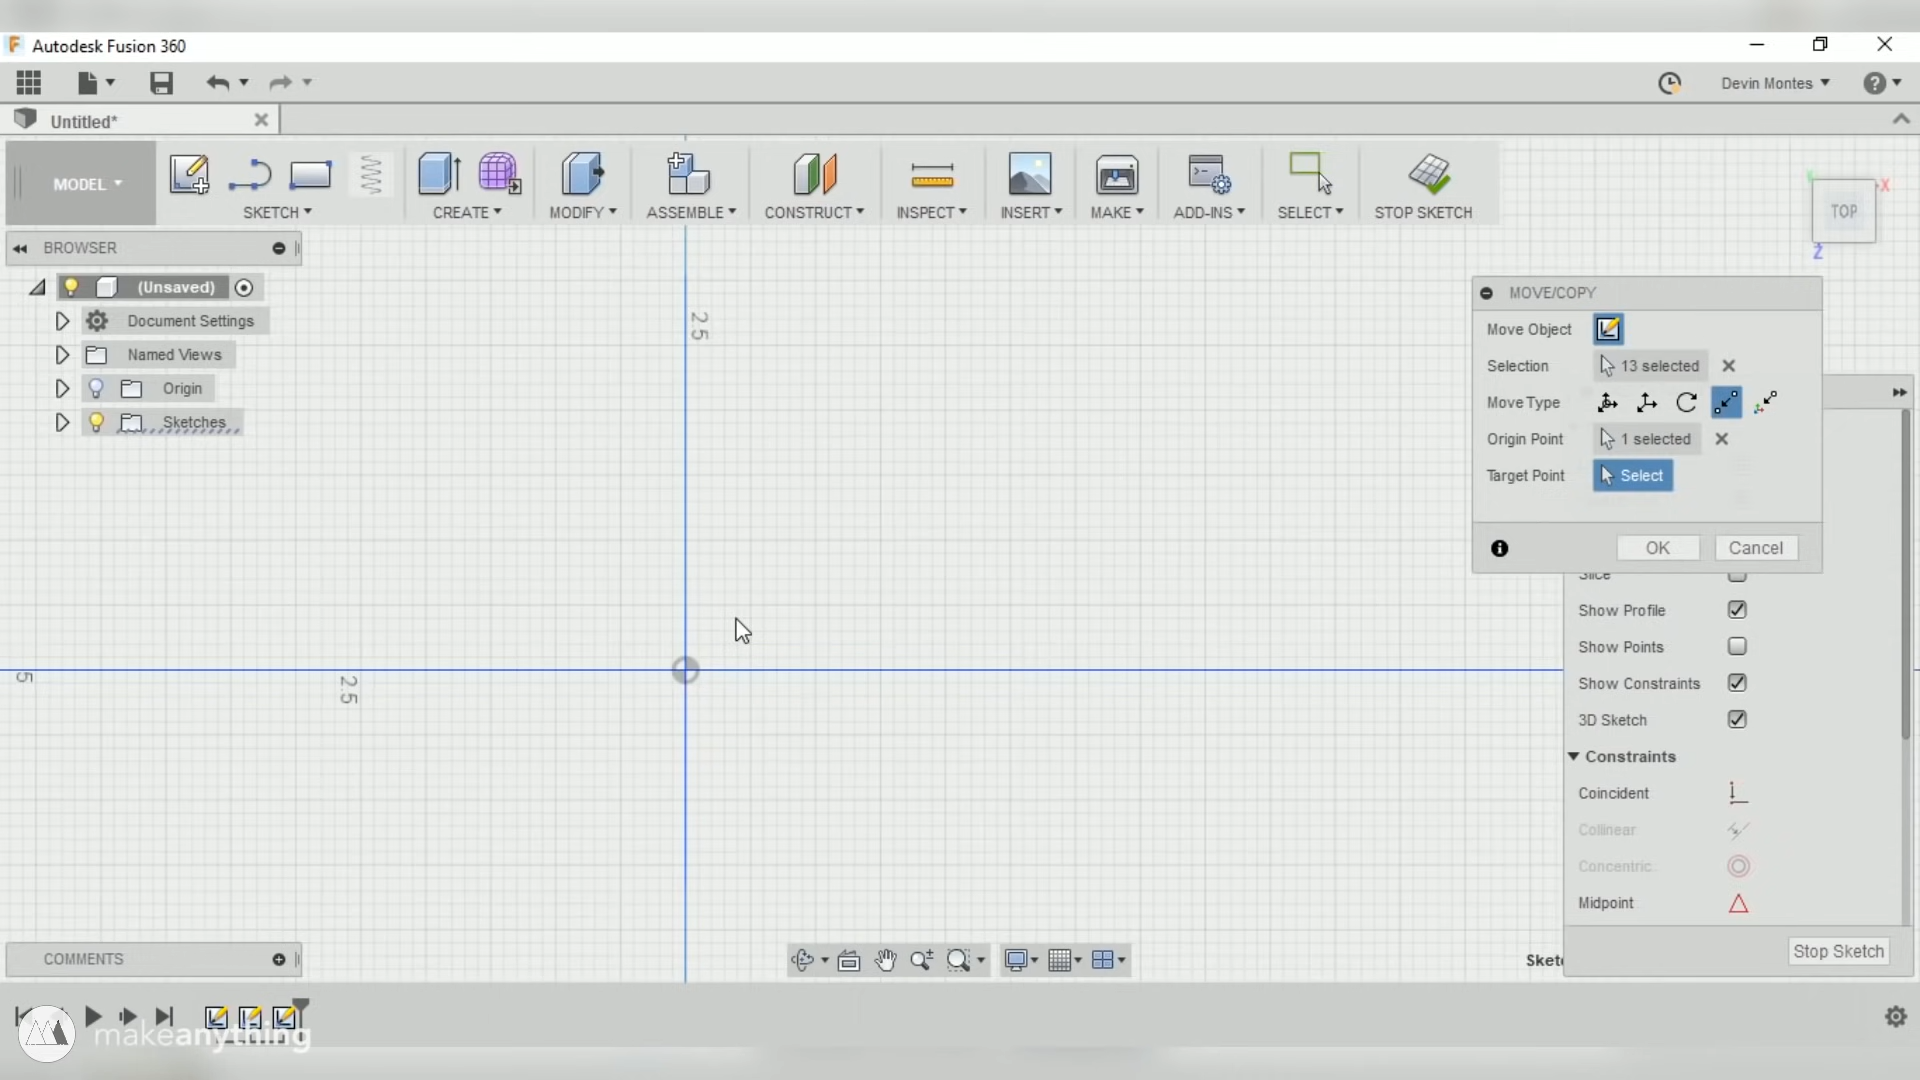 Autodesk Fusion 360
Devin Montes
Untitled*
MODEL
SKETCH
CREATE
MODIFY
ASSEMBLE
CONSTRUCT
INSPECT
INSERT
MAKE
ADD-INS
SELECT
STOP SKETCH
TOP
X
Z
BROWSER
(Unsaved)
Document Settings
Named Views
Origin
Sketches
2.5
5
2.5
MOVE/COPY
Move Object
Selection
13 selected
Move Type
Origin Point
1 selected
Target Point
Select
OK
Cancel
Slice
Show Profile
Show Points
Show Constraints
3D Sketch
Constraints
Coincident
Collinear
Concentric..
Midpoint
Stop Sketch
COMMENTS
makeanything